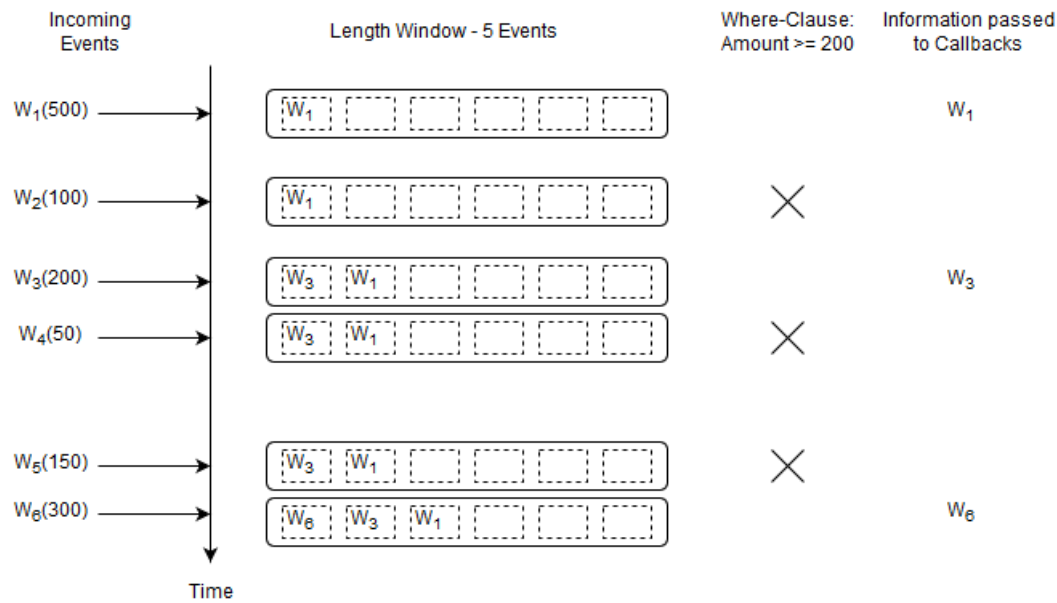 Incoming
Events
Length Window - 5 Events
Where-Clause:
Amount >= 200
Information passed
to Callbacks
W1(500)
W1
W1
W2(100)
W1
W3(200)
W3 W1
W3
W4(50)
W3 W1
W5(150)
W3 W1
W6(300)
W6 W3 W1
W6
Time